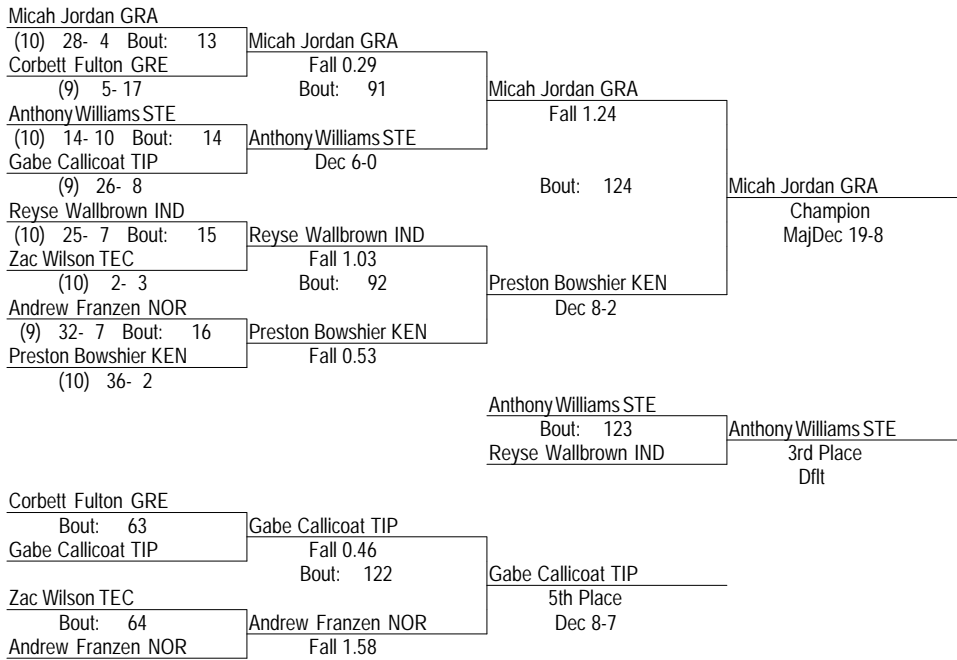 Micah Jordan GRA
(10) 28- 4 Bout: 13 Micah Jordan GRA
Corbett Fulton GRE Fall 0.29
(9) 5- 17 Bout: 91 Micah Jordan GRA
Anthony Williams STE Fall 1.24
(10) 14- 10 Bout: 14 Anthony Williams STE
Gabe Callicoat TIP Dec 6-0
(9) 26- 8 Bout: 124 Micah Jordan GRA
Reyse Wallbrown IND Champion
(10) 25- 7 Bout: 15 Reyse Wallbrown IND MajDec 19-8
Zac Wilson TEC Fall 1.03
(10) 2- 3 Bout: 92 Preston Bowshier KEN
Andrew Franzen NOR Dec 8-2
(9) 32- 7 Bout: 16 Preston Bowshier KEN
Preston Bowshier KEN Fall 0.53
(10) 36- 2
Anthony Williams STE
Bout: 123 Anthony Williams STE
Reyse Wallbrown IND 3rd Place
Dflt
Corbett Fulton GRE
Bout: 63 Gabe Callicoat TIP
Gabe Callicoat TIP Fall 0.46
Bout: 122 Gabe Callicoat TIP
Zac Wilson TEC 5th Place
Bout: 64 Andrew Franzen NOR Dec 8-7
Andrew Franzen NOR Fall 1.58